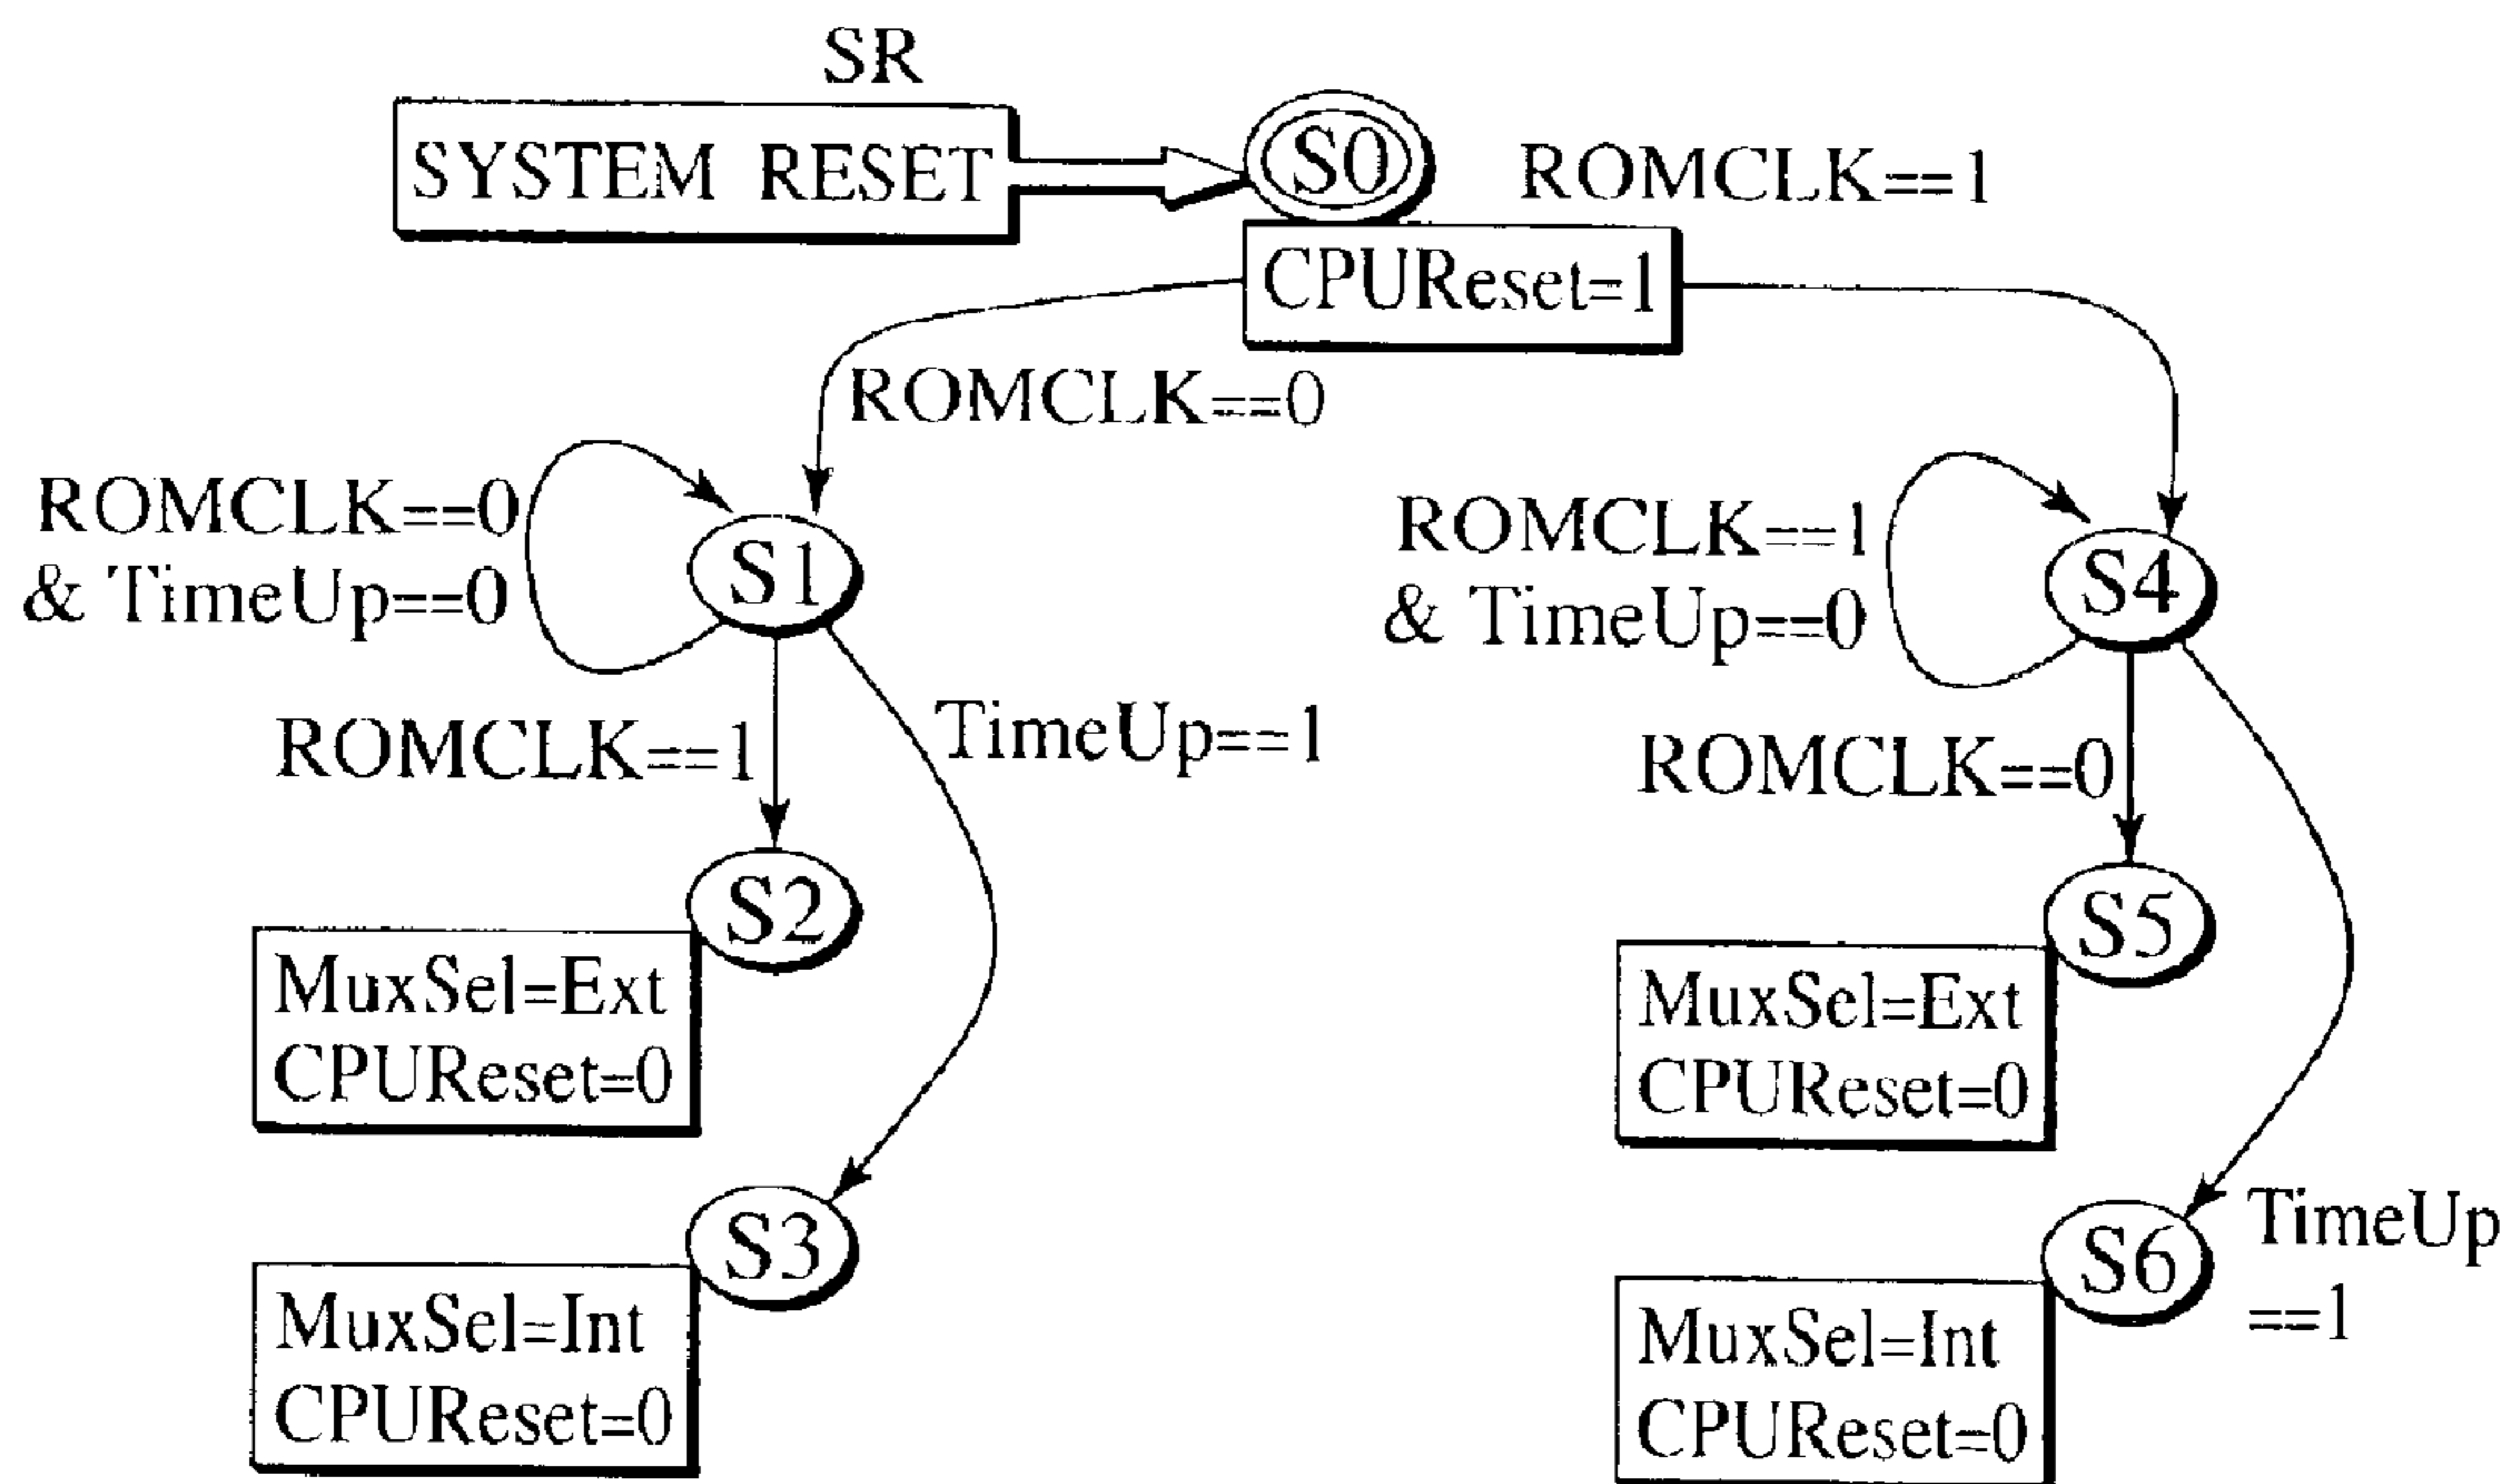 SR
SYSTEM RESET
S0
ROMCLK==1
CPUReset=1
ROMCLK==0
ROMCLK==0
& TimeUp==0
S1
ROMCLK==1
& TimeUp==0
S4
ROMCLK==1
TimeUp==1
ROMCLK==0
S2
MuxSel=Ext
CPUReset=0
S5
MuxSel=Ext
CPUReset=0
S3
MuxSel=Int
CPUReset=0
S6
TimeUp
==1
MuxSel=Int
CPUReset=0